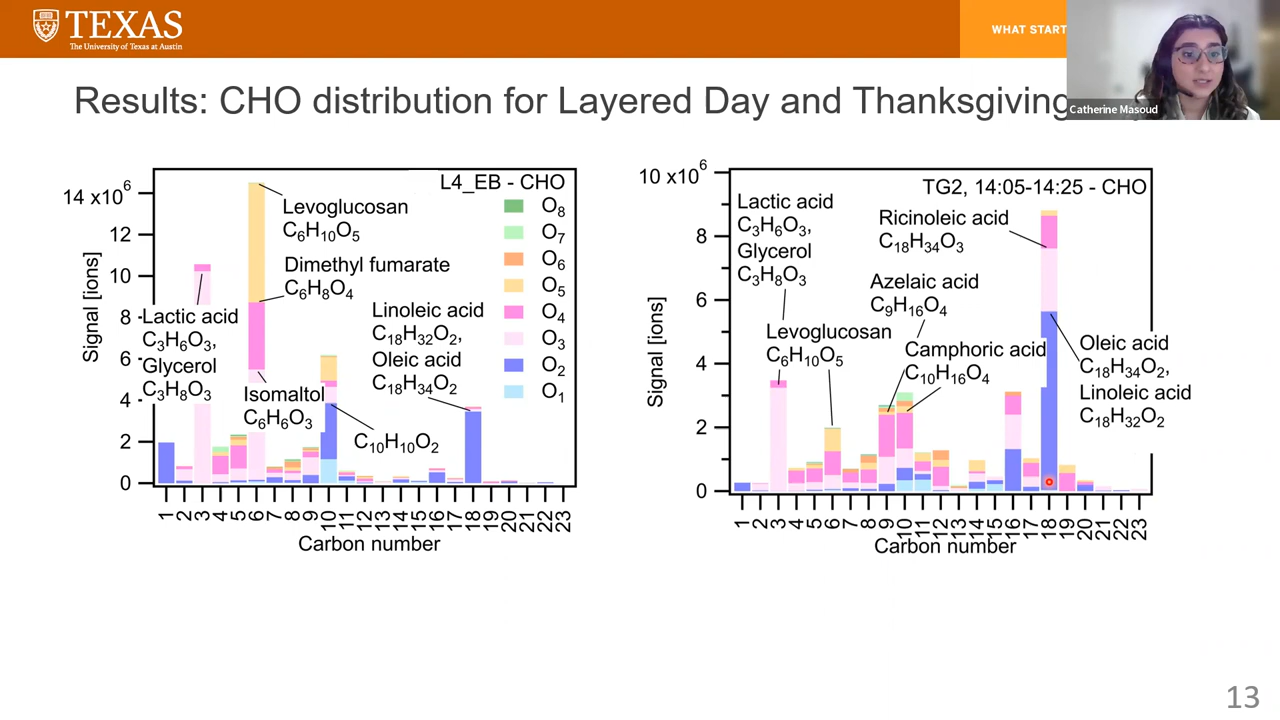 TEXAS
The University of Texas at Austin
WHAT START
Catherine Masoud
Results: CHO distribution for Layered Day and Thanksgiving
L4_EB - CHO
14 x10⁶
12
10
8
6
4
2
0
Signal [ions]
Levoglucosan
C₆H₁₀O₅
Dimethyl fumarate
C₆H₈O₄
Lactic acid
C₃H₆O₃,
Glycerol
C₃H₈O₃
Isomaltol
C₆H₆O₃
Linoleic acid
C₁₈H₃₂O₂,
Oleic acid
C₁₈H₃₄O₂
C₁₀H₁₀O₂
O₈
O₇
O₆
O₅
O₄
O₃
O₂
O₁
1 2 3 4 5 6 7 8 9 10 11 12 13 14 15 16 17 18 19 20 21 22 23
Carbon number
TG2, 14:05-14:25 - CHO
10 x10⁶
8
6
4
2
0
Signal [ions]
Lactic acid
C₃H₆O₃,
Glycerol
C₃H₈O₃
Levoglucosan
C₆H₁₀O₅
Ricinoleic acid
C₁₈H₃₄O₃
Azelaic acid
C₉H₁₆O₄
Camphoric acid
C₁₀H₁₆O₄
Oleic acid
C₁₈H₃₄O₂,
Linoleic acid
C₁₈H₃₂O₂
1 2 3 4 5 6 7 8 9 10 11 12 13 14 15 16 17 18 19 20 21 22 23
Carbon number
13